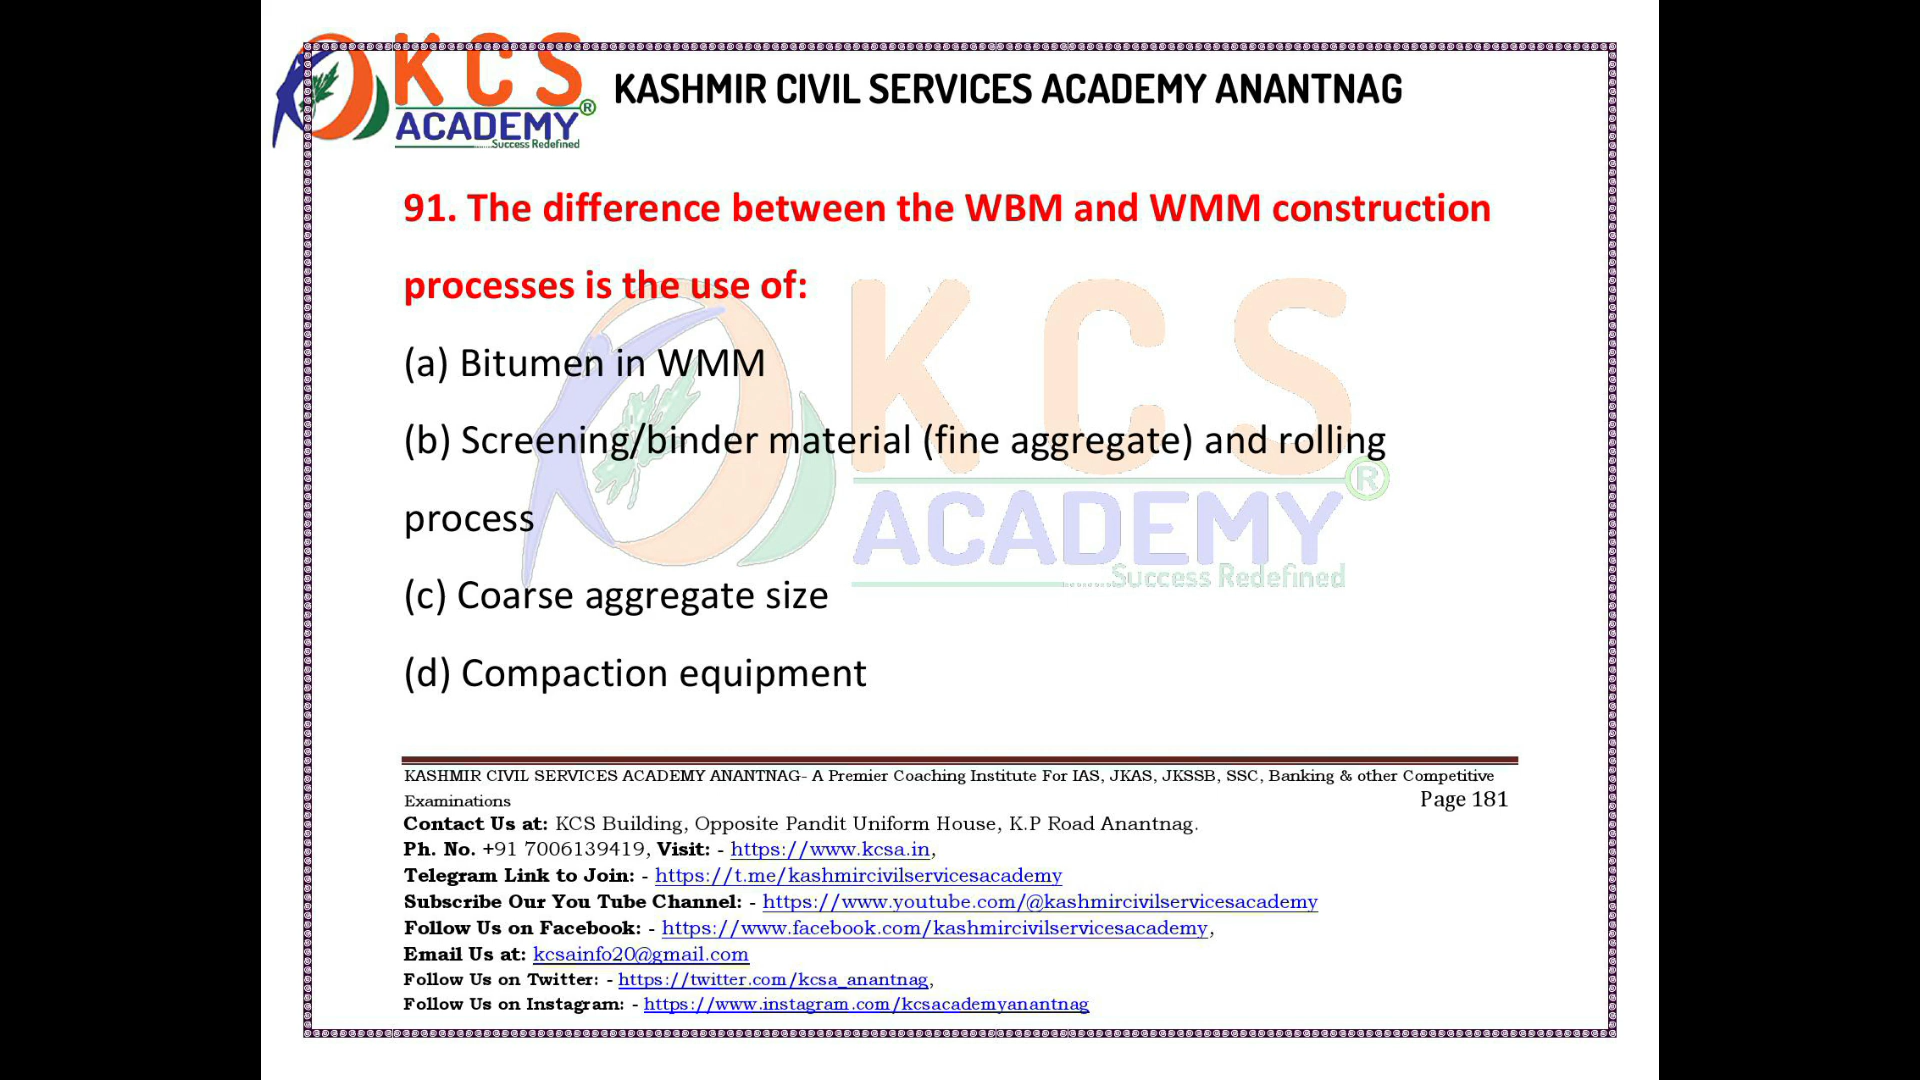 KCS
ACADEMY®
......Success Redefined
KASHMIR CIVIL SERVICES ACADEMY ANANTNAG
91. The difference between the WBM and WMM construction
processes is the use of:
(a) Bitumen in WMM
(b) Screening/binder material (fine aggregate) and rolling
process
(c) Coarse aggregate size
(d) Compaction equipment
KCS
ACADEMY®
.......Success Redefined
KASHMIR CIVIL SERVICES ACADEMY ANANTNAG- A Premier Coaching Institute For IAS, JKAS, JKSSB, SSC, Banking & other Competitive
Examinations Page 181
Contact Us at: KCS Building, Opposite Pandit Uniform House, K.P Road Anantnag.
Ph. No. +91 7006139419, Visit: - https://www.kcsa.in,
Telegram Link to Join: - https://t.me/kashmircivilservicesacademy
Subscribe Our You Tube Channel: - https://www.youtube.com/@kashmircivilservicesacademy
Follow Us on Facebook: - https://www.facebook.com/kashmircivilservicesacademy,
Email Us at: kcsainfo20@gmail.com
Follow Us on Twitter: - https://twitter.com/kcsa_anantnag,
Follow Us on Instagram: - https://www.instagram.com/kcsacademyanantnag